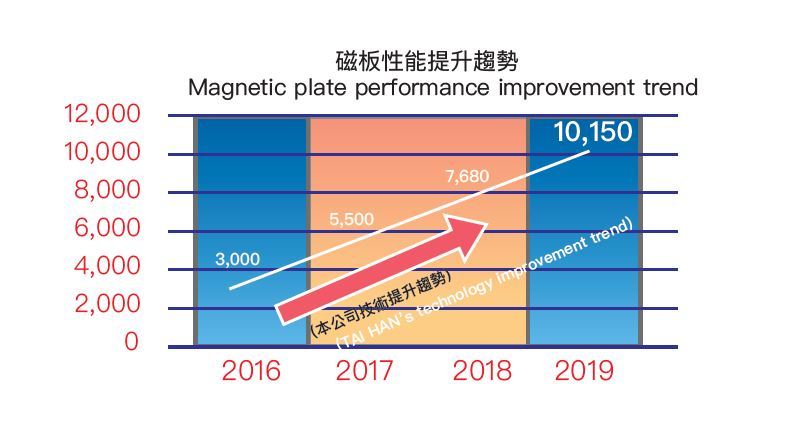 磁板性能提升趨勢
Magnetic plate performance improvement trend
12,000
10,000
8,000
6,000
4,000
2,000
0
3,000
5,500
7,680
10,150
(本公司技術提升趨勢)
(TAI HAN's technology improvement trend)
2016 2017 2018 2019